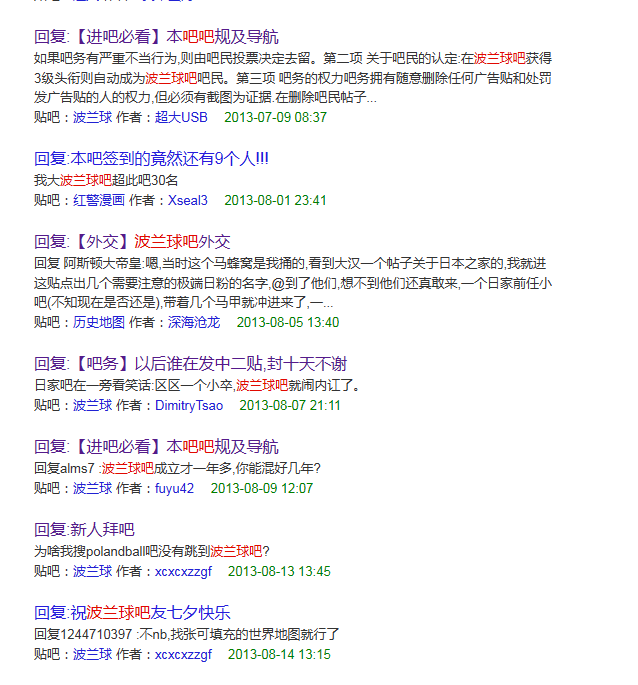 回复:【进吧必看】本吧吧规及导航
如果吧务有严重不当行为,则由吧民投票决定去留。第二项 关于吧民的认定:在波兰球吧获得
3级头衔则自动成为波兰球吧吧民。第三项 吧务的权力吧务拥有随意删除任何广告贴和处罚
发广告贴的人的权力,但必须有截图为证据.在删除吧民帖子...
贴吧：波兰球 作者：超大USB 2013-07-09 08:37
回复:本吧签到的竟然还有9个人!!!
我大波兰球吧超此吧30名
贴吧：红警漫画 作者：Xseal3 2013-08-01 23:41
回复:【外交】波兰球吧外交
回复 阿斯顿大帝皇:嗯,当时这个马蜂窝是我捅的,看到大汉一个帖子关于日本之家的,我就进
这贴点出几个需要注意的极端日粉的名字,@到了他们,想不到他们还真敢来,一个日家前任小
吧(不知现在是否还是),带着几个马甲就冲进来了,一...
贴吧：历史地图 作者：深海沧龙 2013-08-05 13:40
回复:【吧务】以后谁在发中二贴,封十天不谢
日家吧在一旁看笑话:区区一个小卒,波兰球吧就闹内讧了。
贴吧：波兰球 作者：DimitryTsao 2013-08-07 21:11
回复:【进吧必看】本吧吧规及导航
回复alms7 :波兰球吧成立才一年多,你能混好几年?
贴吧：波兰球 作者：fuyu42 2013-08-09 12:07
回复:新人拜吧
为啥我搜polandball吧没有跳到波兰球吧?
贴吧：波兰球 作者：xcxcxzzgf 2013-08-13 13:45
回复:祝波兰球吧友七夕快乐
回复1244710397 :不nb,找张可填充的世界地图就行了
贴吧：波兰球 作者：xcxcxzzgf 2013-08-14 13:15